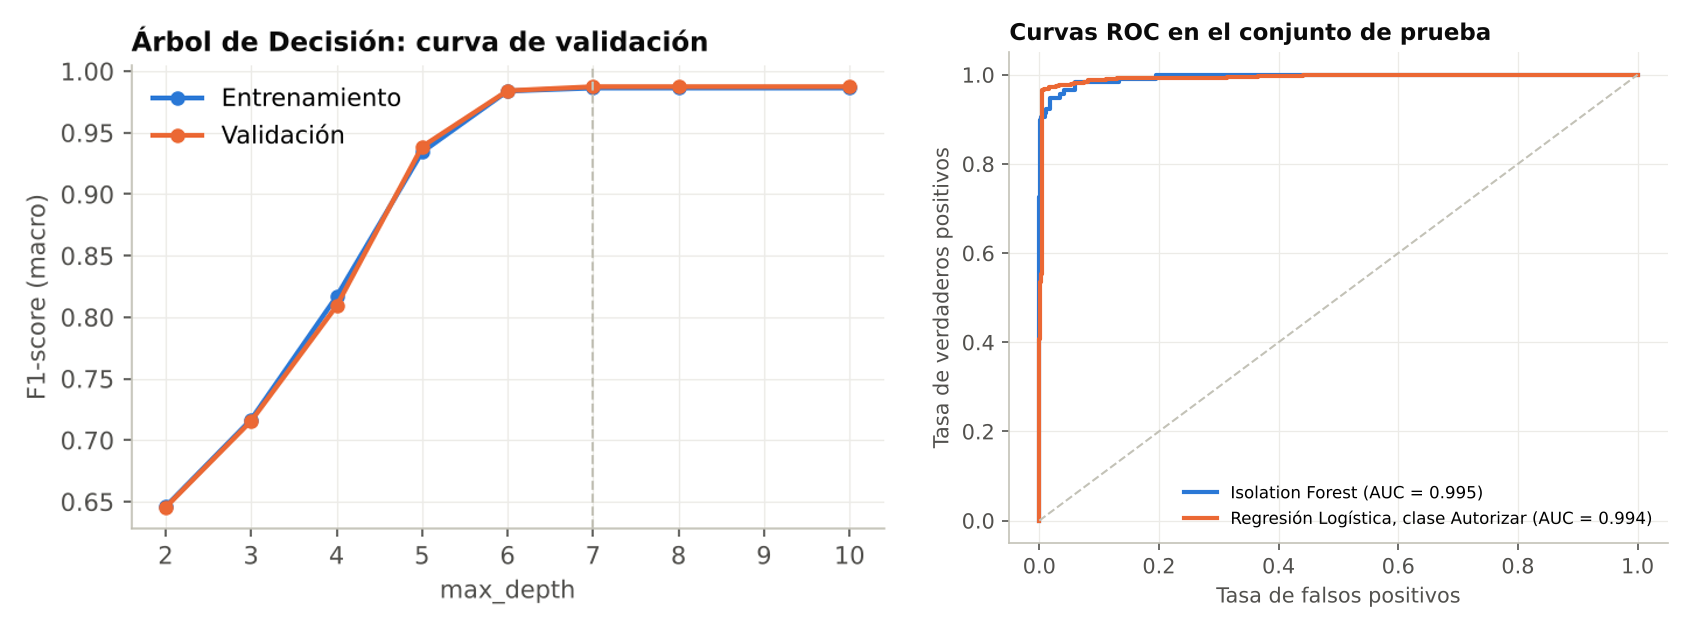 Árbol de Decisión: curva de validación
1.00
0.95
0.90
0.85
0.80
0.75
0.70
0.65
F1-score (macro)
Entrenamiento
Validación
2 3 4 5 6 7 8 9 10
max_depth
Curvas ROC en el conjunto de prueba
1.0
0.8
0.6
0.4
0.2
0.0
Tasa de verdaderos positivos
Isolation Forest (AUC = 0.995)
Regresión Logística, clase Autorizar (AUC = 0.994)
0.0 0.2 0.4 0.6 0.8 1.0
Tasa de falsos positivos